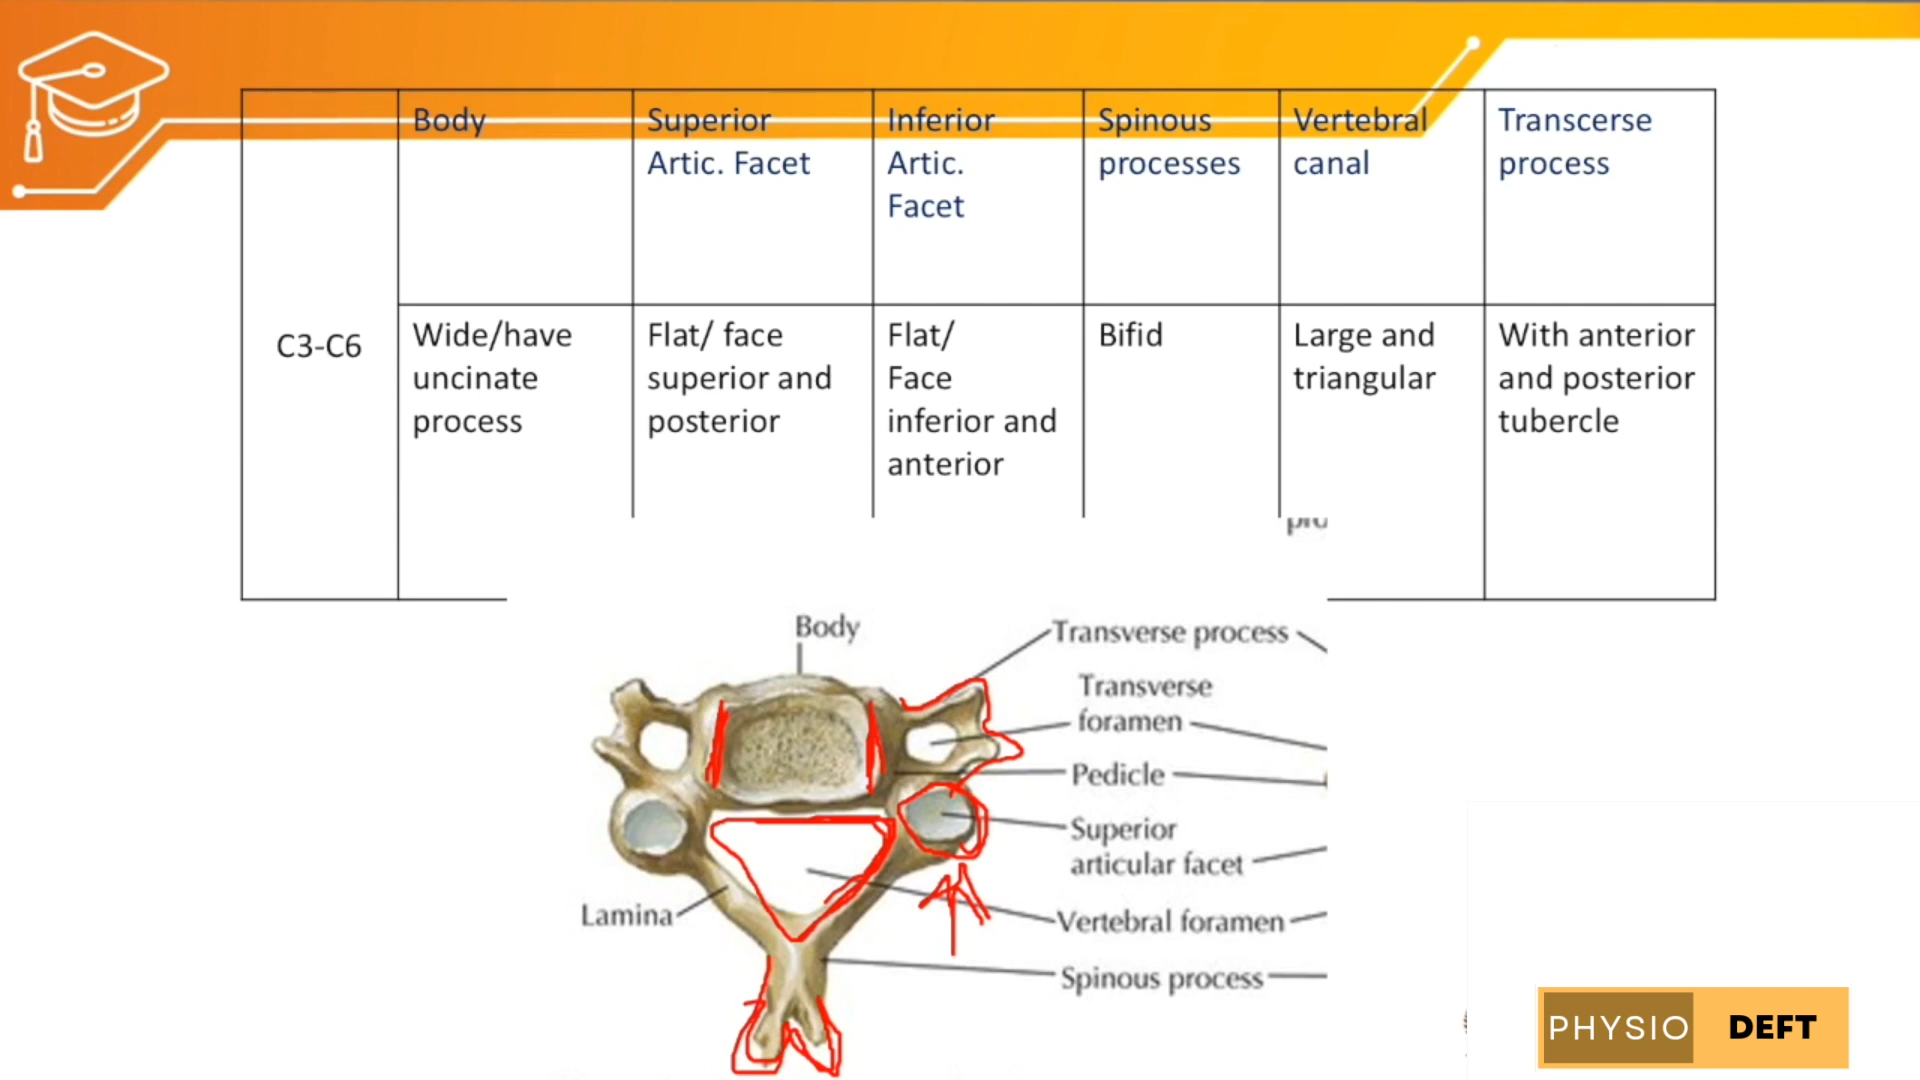 Body
Superior
Artic. Facet
Inferior
Artic.
Facet
Spinous
processes
Vertebral
canal
Transcerse
process
C3-C6
Wide/have
uncinate
process
Flat/ face
superior and
posterior
Flat/
Face
inferior and
anterior
Bifid
Large and
triangular
With anterior
and posterior
tubercle
Body
Transverse process
Transverse
foramen
Pedicle
Superior
articular facet
Lamina
Vertebral foramen
Spinous process
PHYSIO DEFT